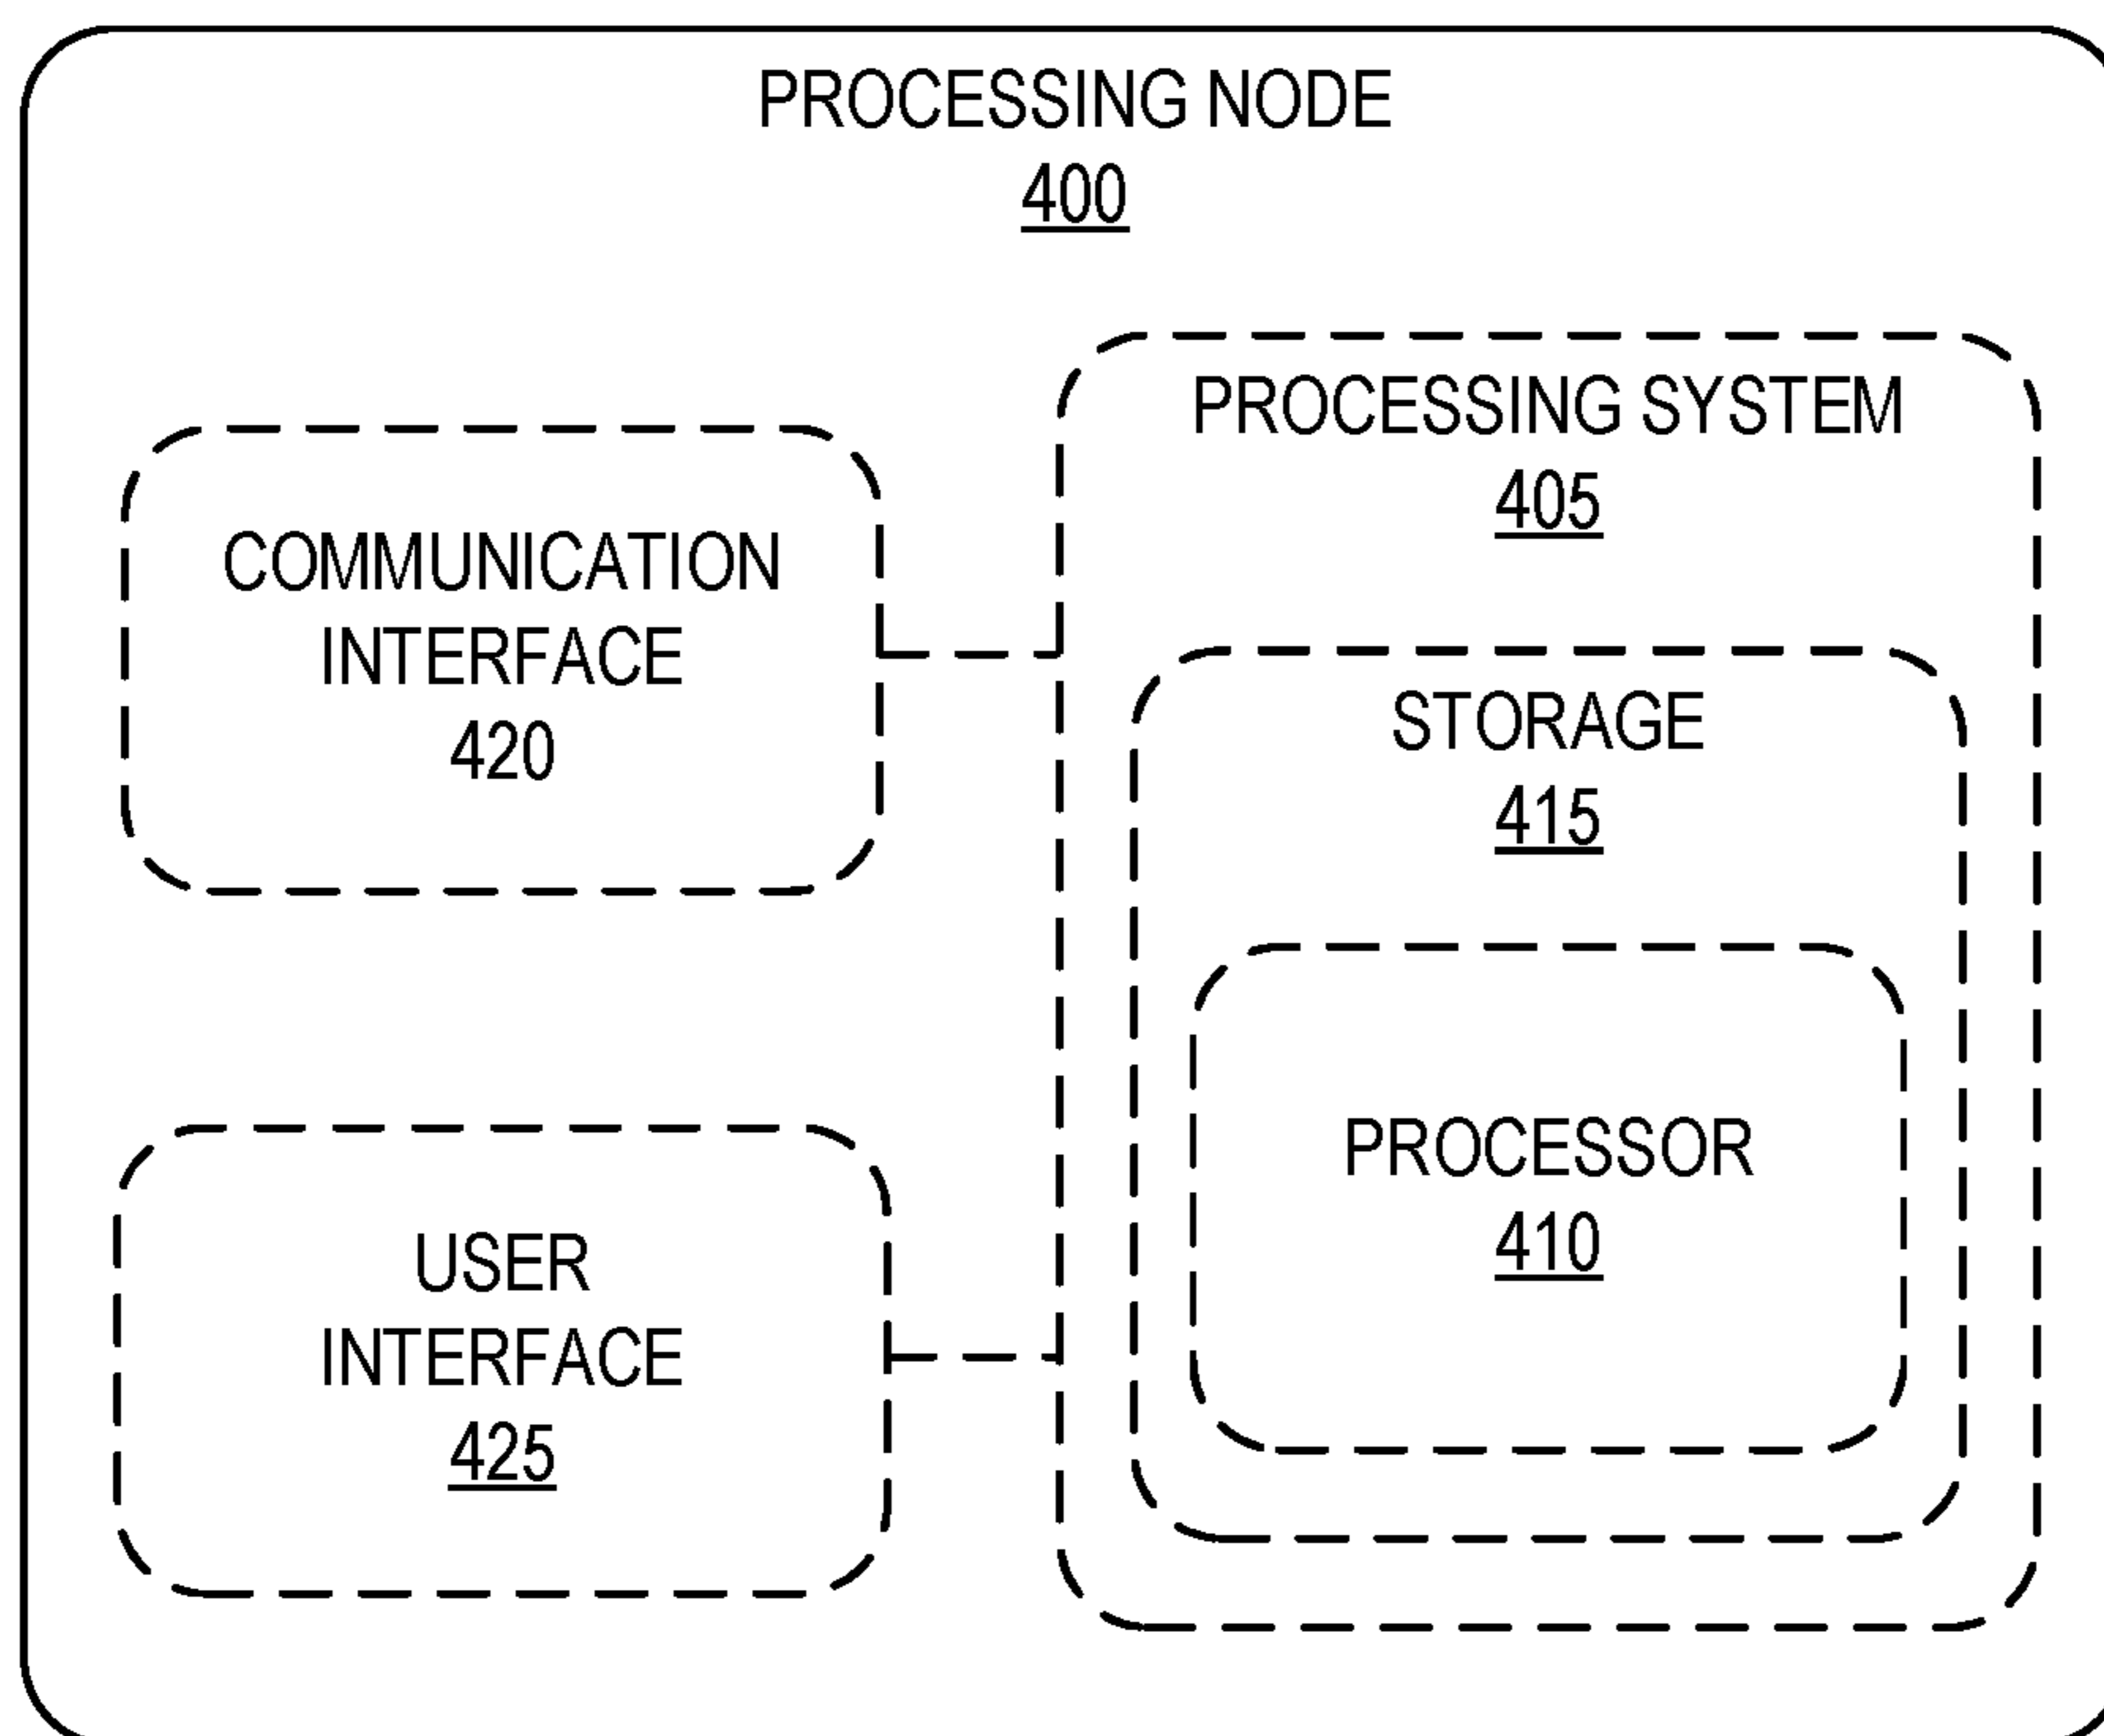 PROCESSING NODE
400
PROCESSING SYSTEM
405
COMMUNICATION
INTERFACE
420
STORAGE
415
PROCESSOR
410
USER
INTERFACE
425